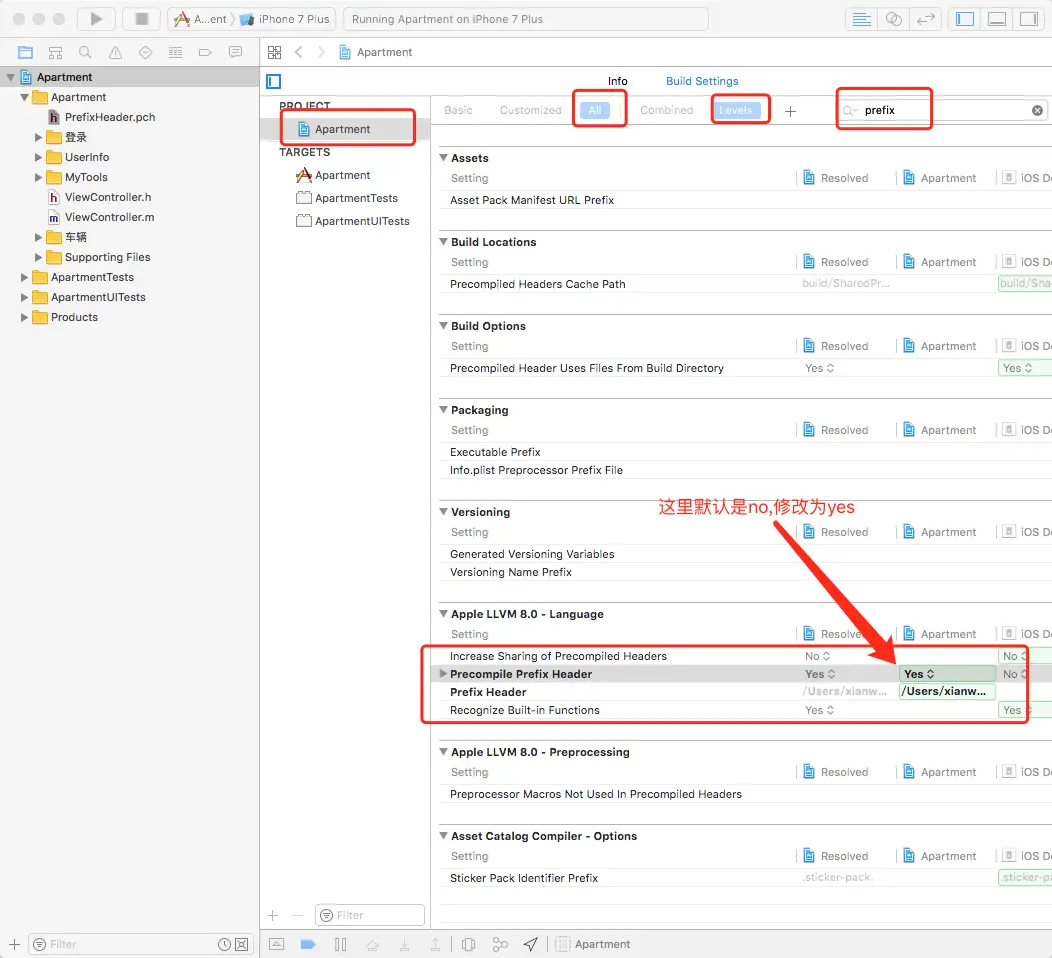 A...ent 〉 iPhone 7 Plus
Running Apartment on iPhone 7 Plus
Apartment
Apartment
Apartment
PrefixHeader.pch
登录
UserInfo
MyTools
ViewController.h
ViewController.m
车辆
Supporting Files
ApartmentTests
ApartmentUITests
Products
Filter
Info
Build Settings
PROJECT
Apartment
TARGETS
Apartment
ApartmentTests
ApartmentUITests
Filter
Basic Customized All Combined Levels + prefix
Assets
Setting Resolved Apartment iOS De
Asset Pack Manifest URL Prefix
Build Locations
Setting Resolved Apartment iOS De
Precompiled Headers Cache Path build/SharedPr... build/Sha
Build Options
Setting Resolved Apartment iOS De
Precompiled Header Uses Files From Build Directory Yes Yes
Packaging
Setting Resolved Apartment iOS De
Executable Prefix
Info.plist Preprocessor Prefix File
这里默认是no,修改为yes
Versioning
Setting Resolved Apartment iOS De
Generated Versioning Variables
Versioning Name Prefix
Apple LLVM 8.0 - Language
Setting Resolved Apartment iOS De
Increase Sharing of Precompiled Headers No No
Precompile Prefix Header Yes Yes No
Prefix Header /Users/xianw... /Users/xianw...
Recognize Built-in Functions Yes Yes
Apple LLVM 8.0 - Preprocessing
Setting Resolved Apartment iOS De
Preprocessor Macros Not Used In Precompiled Headers
Asset Catalog Compiler - Options
Setting Resolved Apartment iOS De
Sticker Pack Identifier Prefix .sticker-pack. .sticker-pa
Apartment